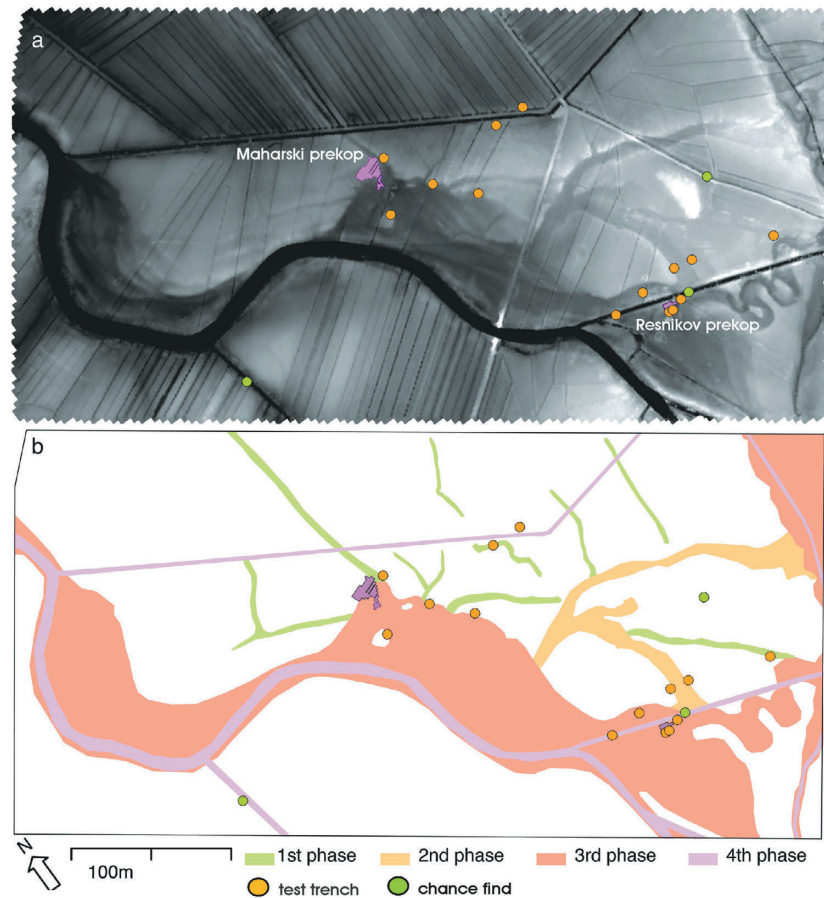 a
Maharski prekop
Resnikov prekop
b
N
100m
1st phase 2nd phase 3rd phase 4th phase
test trench chance find